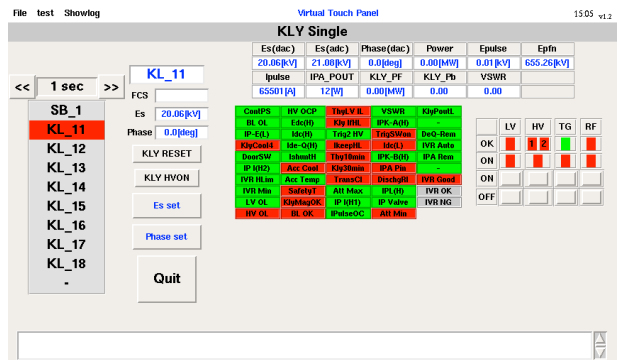 File test Showlog Virtual Touch Panel 15:05 v1.2
KLY Single
Es(dac) Es(adc) Phase(dac) Power Epulse Epfn
20.06[kV] 21.08[kV] 0.0[deg] 0.00[MW] 0.01[kV] 655.26[kV]
Ipulse IPA_POUT KLY_PF KLY_Pb VSWR
65501[A] 12[W] 0.00[MW] 0.00 0.00
<< 1 sec >>
SB_1
KL_11
KL_12
KL_13
KL_14
KL_15
KL_16
KL_17
KL_18
-
KL_11
FCS
Es 20.06[kV]
Phase 0.0[deg]
KLY RESET
KLY HVON
Es set
Phase set
Quit
ContPS HV OCP ThyLV IL VSWR KlyPoutL
BL OL Edc(H) Kly IfHL IPK-A(H) -
IP-E(L) Idc(H) Trig2 HV TrigSWon DeQ-Rem
KlyCool4 Ide-Q(H) IkeepHL Idc(L) IVR Auto
DoorSW IshuntH Thy10min IPK-B(H) IPA Rem
IP I(H2) Acc Cool Kly30min IPA Pin -
IVR HLim Acc Temp TransCl DischgRl IVR Good
IVR Min SafetyT Att Max IPL(H) IVR OK
LV OL KlyMagOK IP I(H1) IP Valve IVR NG
HV OL BL OK IPulseOC Att Min
LV HV TG RF
OK 1 2
ON
ON
OFF